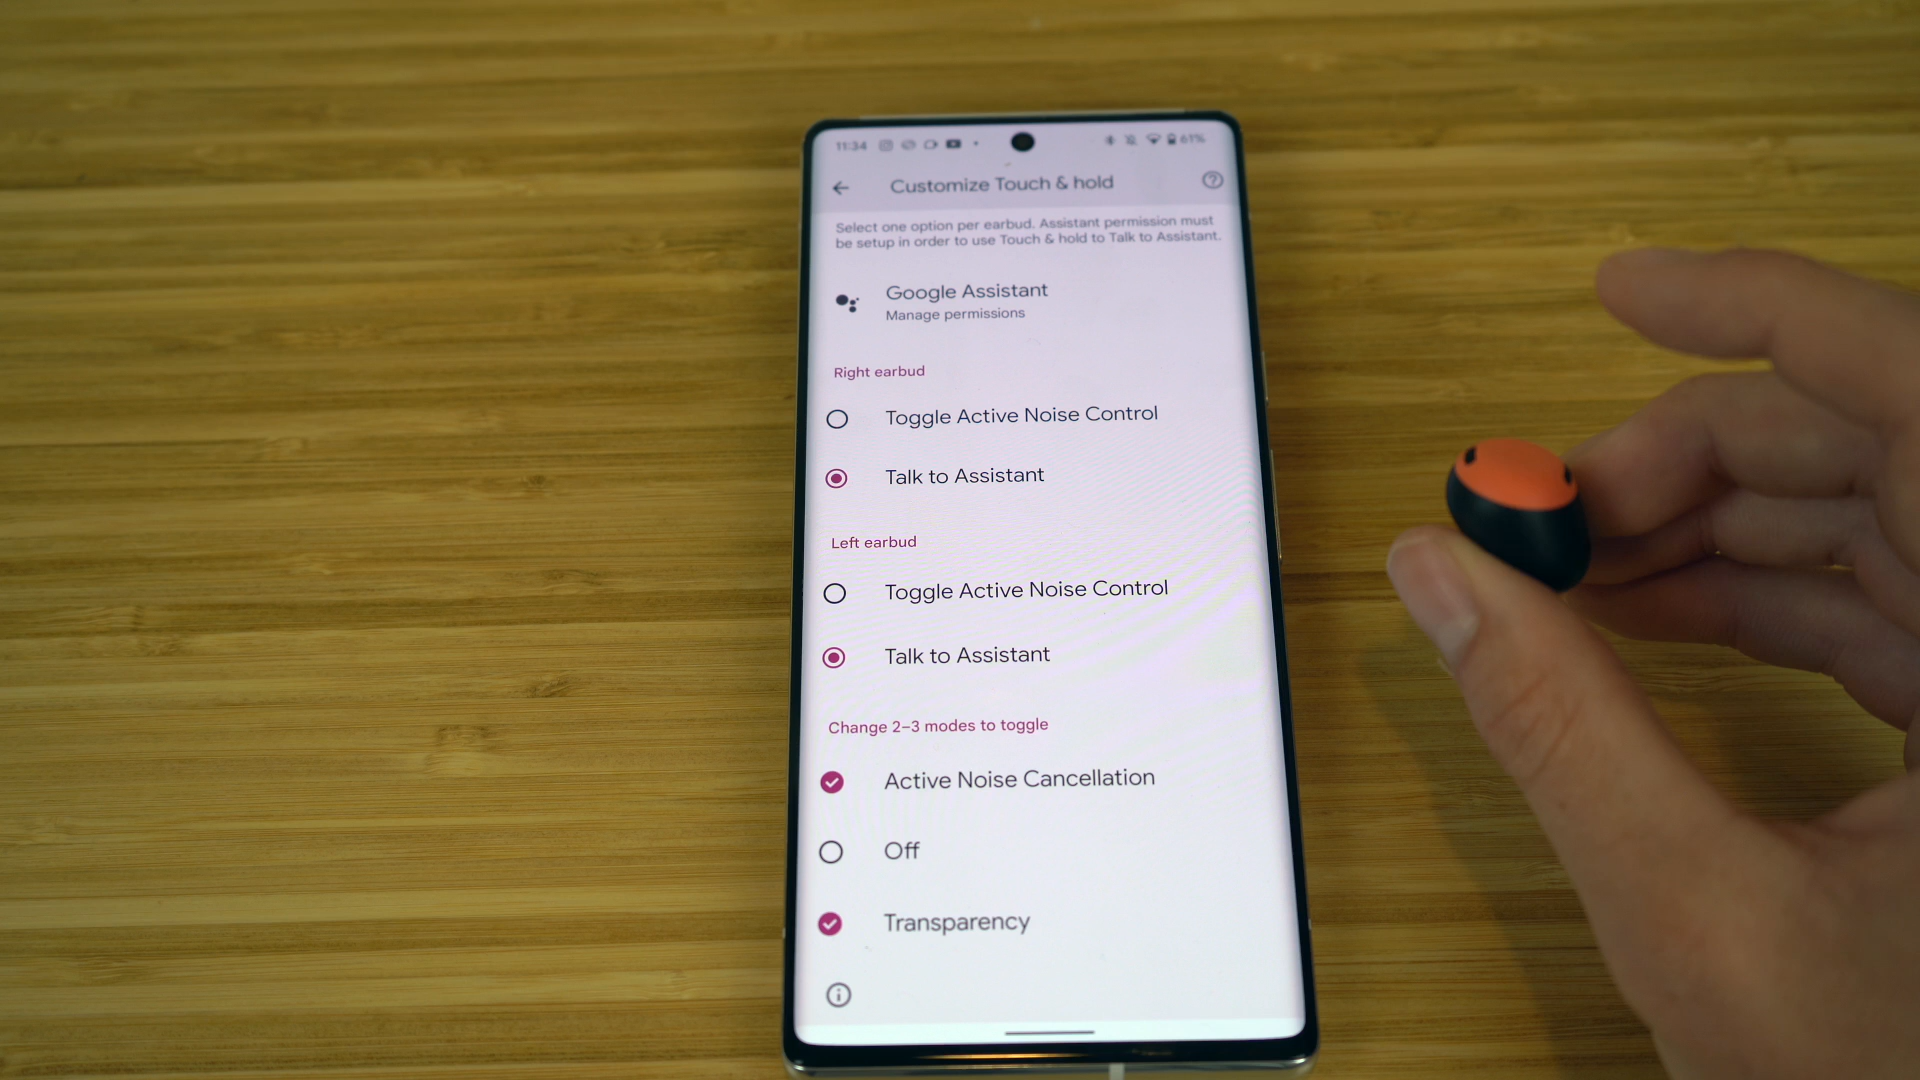 11:34
61%
Customize Touch & hold
Select one option per earbud. Assistant permission must
be setup in order to use Touch & hold to Talk to Assistant.
Google Assistant
Manage permissions
Right earbud
Toggle Active Noise Control
Talk to Assistant
Left earbud
Toggle Active Noise Control
Talk to Assistant
Change 2–3 modes to toggle
Active Noise Cancellation
Off
Transparency